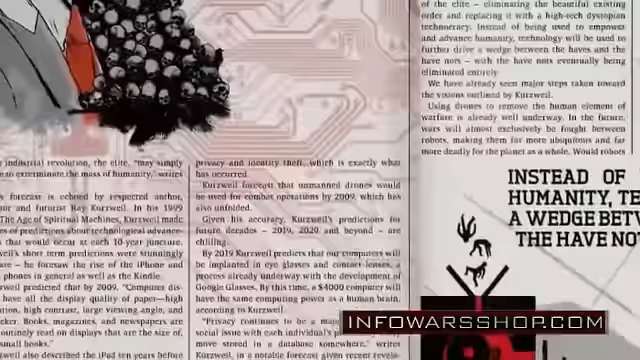 n industrial revolution, the elite, "may simply
e to exterminate the mass of humanity," writes
s forecast is echoed by respected author,
or and futurist Ray Kurzweil. In his 1999
The Age of Spiritual Machines, Kurzweil made
es of predictions about technological advance-
that would occur at each 10-year juncture.
weil's short term predictions were stunningly
ate – he foresaw the rise of the iPhone and
phones in general as well as the Kindle.
rzweil predicted that by 2009, "Computer dis-
have all the display quality of paper—high
ution, high contrast, large viewing angle, and
cker. Books, magazines, and newspapers are
outinely read on displays that are the size of,
small books."
weil also described the iPad ten years before
privacy and identity theft, which is exactly what
has occurred.
Kurzweil forecast that unmanned drones would
be used for combat operations by 2009, which has
also unfolded.
Given his accuracy, Kurzweil's predictions for
future decades – 2019, 2029 and beyond – are
chilling.
By 2019 Kurzweil predicts that our computers will
be implanted in eye glasses and contact-lenses, a
process already underway with the development of
Google Glasses. By this time, a $4000 computer will
have the same computing power as a human brain,
according to Kurzweil.
"Privacy continues to be a
social issue with each individual's
move stored in a database somewhere," writes
Kurzweil, in a notable forecast given recent revela-
of the elite – eliminating the beautiful existing
order and replacing it with a high-tech dystopian
technocracy. Instead of being used to empower
and advance humanity, technology will be used to
further drive a wedge between the haves and the
have nots – with the have nots eventually being
eliminated entirely.
We have already seen major steps taken toward
the visions outlined by Kurzweil.
Using drones to remove the human element of
warfare is already well underway. In the future,
wars will almost exclusively be fought between
robots, making them far more ubiquitous and far
more deadly for the planet as a whole. Would robots
INSTEAD OF
HUMANITY, TE
A WEDGE BET
THE HAVE NO
INFOWARSSHOP.COM